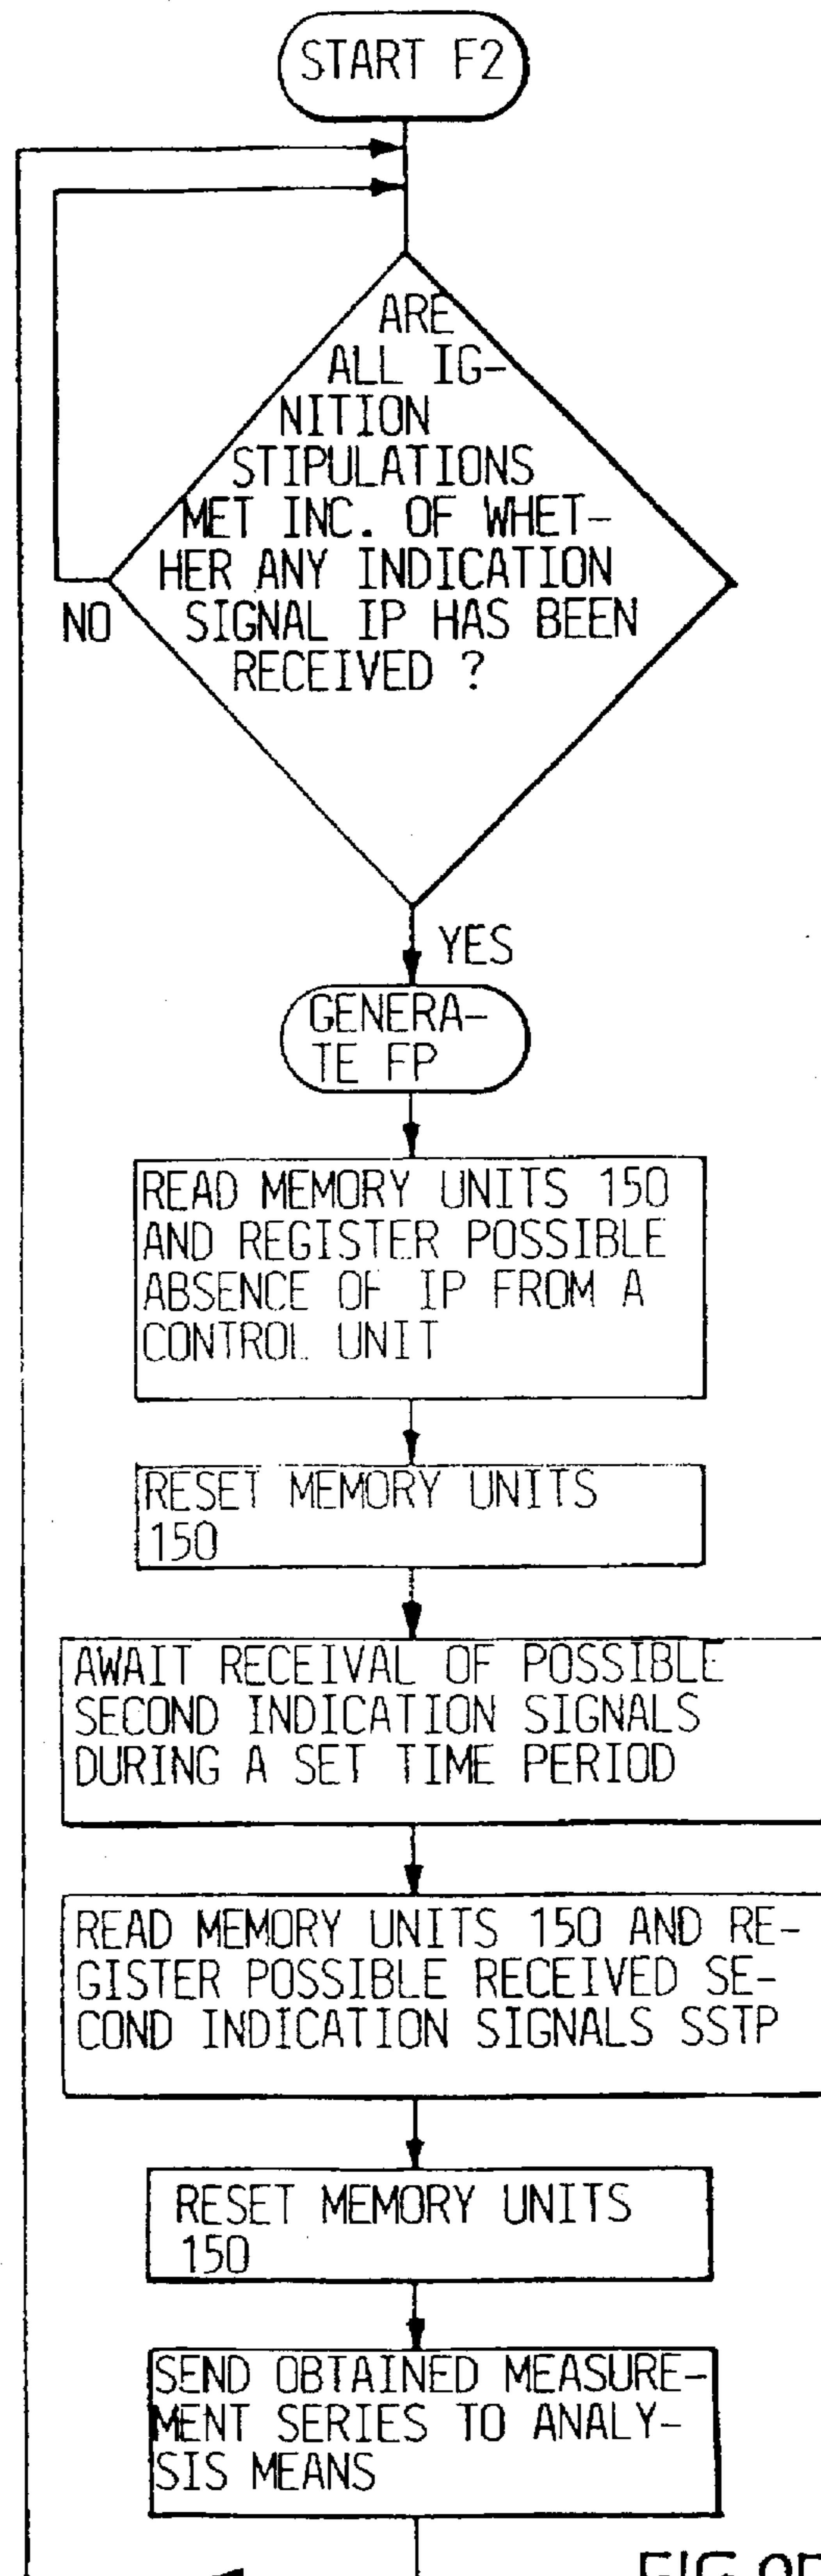 START F2
ARE
ALL IG-
NITION
STIPULATIONS
MET INC. OF WHET-
HER ANY INDICATION
SIGNAL IP HAS BEEN
RECEIVED ?
NO
YES
GENERA-
TE FP
READ MEMORY UNITS 150
AND REGISTER POSSIBLE
ABSENCE OF IP FROM A
CONTROL UNIT
RESET MEMORY UNITS
150
AWAIT RECEIVAL OF POSSIBLE
SECOND INDICATION SIGNALS
DURING A SET TIME PERIOD
READ MEMORY UNITS 150 AND RE-
GISTER POSSIBLE RECEIVED SE-
COND INDICATION SIGNALS SSTP
RESET MEMORY UNITS
150
SEND OBTAINED MEASURE-
MENT SERIES TO ANALY-
SIS MEANS